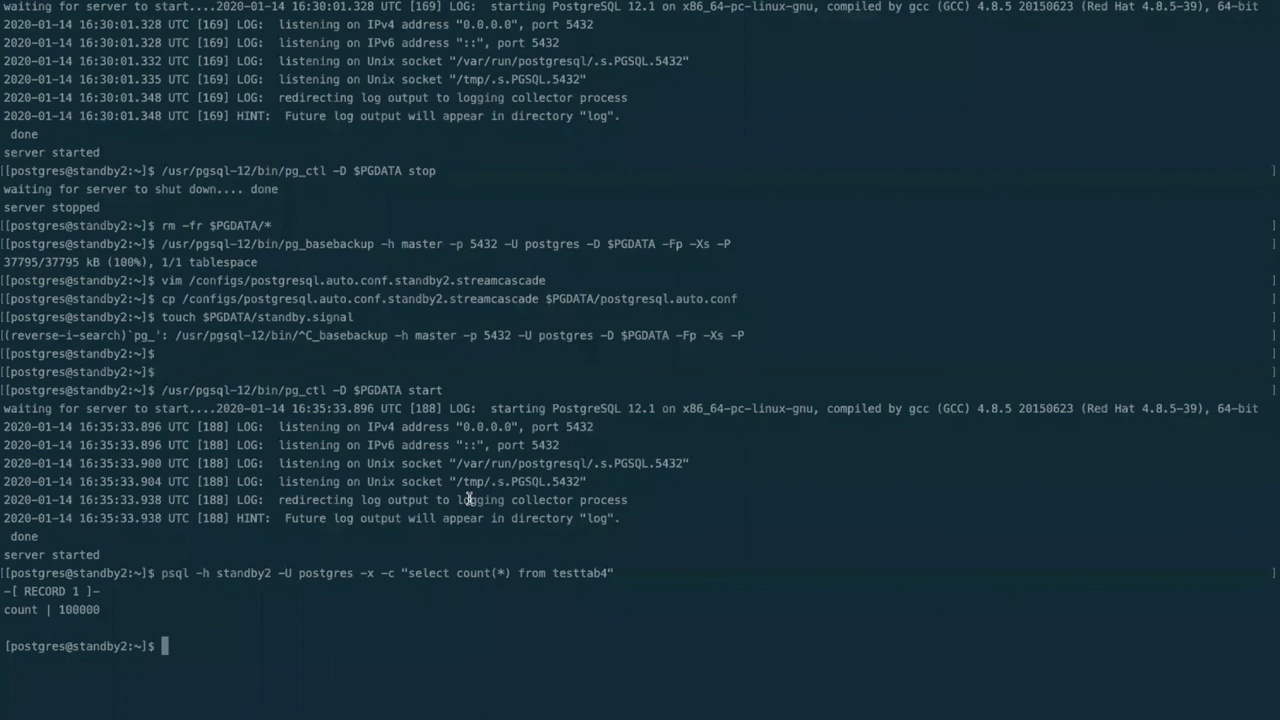 waiting for server to start....2020-01-14 16:30:01.328 UTC [169] LOG:  starting PostgreSQL 12.1 on x86_64-pc-linux-gnu, compiled by gcc (GCC) 4.8.5 20150623 (Red Hat 4.8.5-39), 64-bit
2020-01-14 16:30:01.328 UTC [169] LOG:  listening on IPv4 address "0.0.0.0", port 5432
2020-01-14 16:30:01.328 UTC [169] LOG:  listening on IPv6 address "::", port 5432
2020-01-14 16:30:01.332 UTC [169] LOG:  listening on Unix socket "/var/run/postgresql/.s.PGSQL.5432"
2020-01-14 16:30:01.335 UTC [169] LOG:  listening on Unix socket "/tmp/.s.PGSQL.5432"
2020-01-14 16:30:01.348 UTC [169] LOG:  redirecting log output to logging collector process
2020-01-14 16:30:01.348 UTC [169] HINT:  Future log output will appear in directory "log".
 done
server started
[[postgres@standby2:~]$ /usr/pgsql-12/bin/pg_ctl -D $PGDATA stop ]
waiting for server to shut down.... done
server stopped
[[postgres@standby2:~]$ rm -fr $PGDATA/* ]
[[postgres@standby2:~]$ /usr/pgsql-12/bin/pg_basebackup -h master -p 5432 -U postgres -D $PGDATA -Fp -Xs -P ]
37795/37795 kB (100%), 1/1 tablespace
[[postgres@standby2:~]$ vim /configs/postgresql.auto.conf.standby2.streamcascade ]
[[postgres@standby2:~]$ cp /configs/postgresql.auto.conf.standby2.streamcascade $PGDATA/postgresql.auto.conf ]
[[postgres@standby2:~]$ touch $PGDATA/standby.signal ]
[(reverse-i-search)`pg_': /usr/pgsql-12/bin/^C_basebackup -h master -p 5432 -U postgres -D $PGDATA -Fp -Xs -P ]
[[postgres@standby2:~]$ ]
[[postgres@standby2:~]$ ]
[[postgres@standby2:~]$ /usr/pgsql-12/bin/pg_ctl -D $PGDATA start ]
waiting for server to start....2020-01-14 16:35:33.896 UTC [188] LOG:  starting PostgreSQL 12.1 on x86_64-pc-linux-gnu, compiled by gcc (GCC) 4.8.5 20150623 (Red Hat 4.8.5-39), 64-bit
2020-01-14 16:35:33.896 UTC [188] LOG:  listening on IPv4 address "0.0.0.0", port 5432
2020-01-14 16:35:33.896 UTC [188] LOG:  listening on IPv6 address "::", port 5432
2020-01-14 16:35:33.900 UTC [188] LOG:  listening on Unix socket "/var/run/postgresql/.s.PGSQL.5432"
2020-01-14 16:35:33.904 UTC [188] LOG:  listening on Unix socket "/tmp/.s.PGSQL.5432"
2020-01-14 16:35:33.938 UTC [188] LOG:  redirecting log output to logging collector process
2020-01-14 16:35:33.938 UTC [188] HINT:  Future log output will appear in directory "log".
 done
server started
[[postgres@standby2:~]$ psql -h standby2 -U postgres -x -c "select count(*) from testtab4" ]
-[ RECORD 1 ]-
count | 100000
[postgres@standby2:~]$